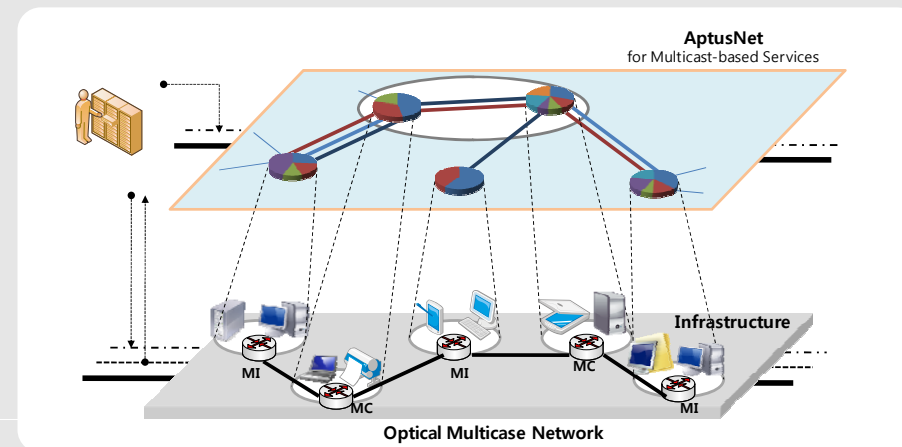 AptusNet
for Multicast-based Services
Infrastructure
MI
MI
MC
MC
MI
Optical Multicase Network